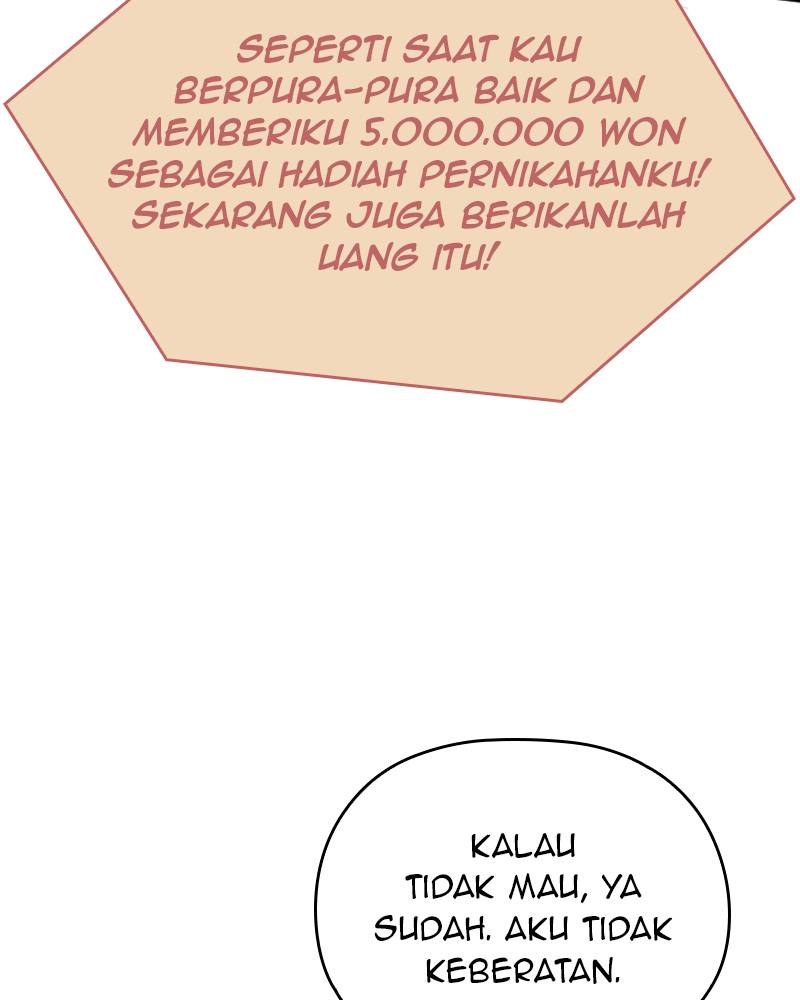 SEPERTI SAAT KAU
BERPURA-PURA BAIK DAN
MEMBERIKU 5.000.000 WON
SEBAGAI HADIAH PERNIKAHANKU!
SEKARANG JUGA BERIKANLAH
UANG ITU!
KALAU
TIDAK MAU, YA
SUDAH. AKU TIDAK
KEBERATAN.